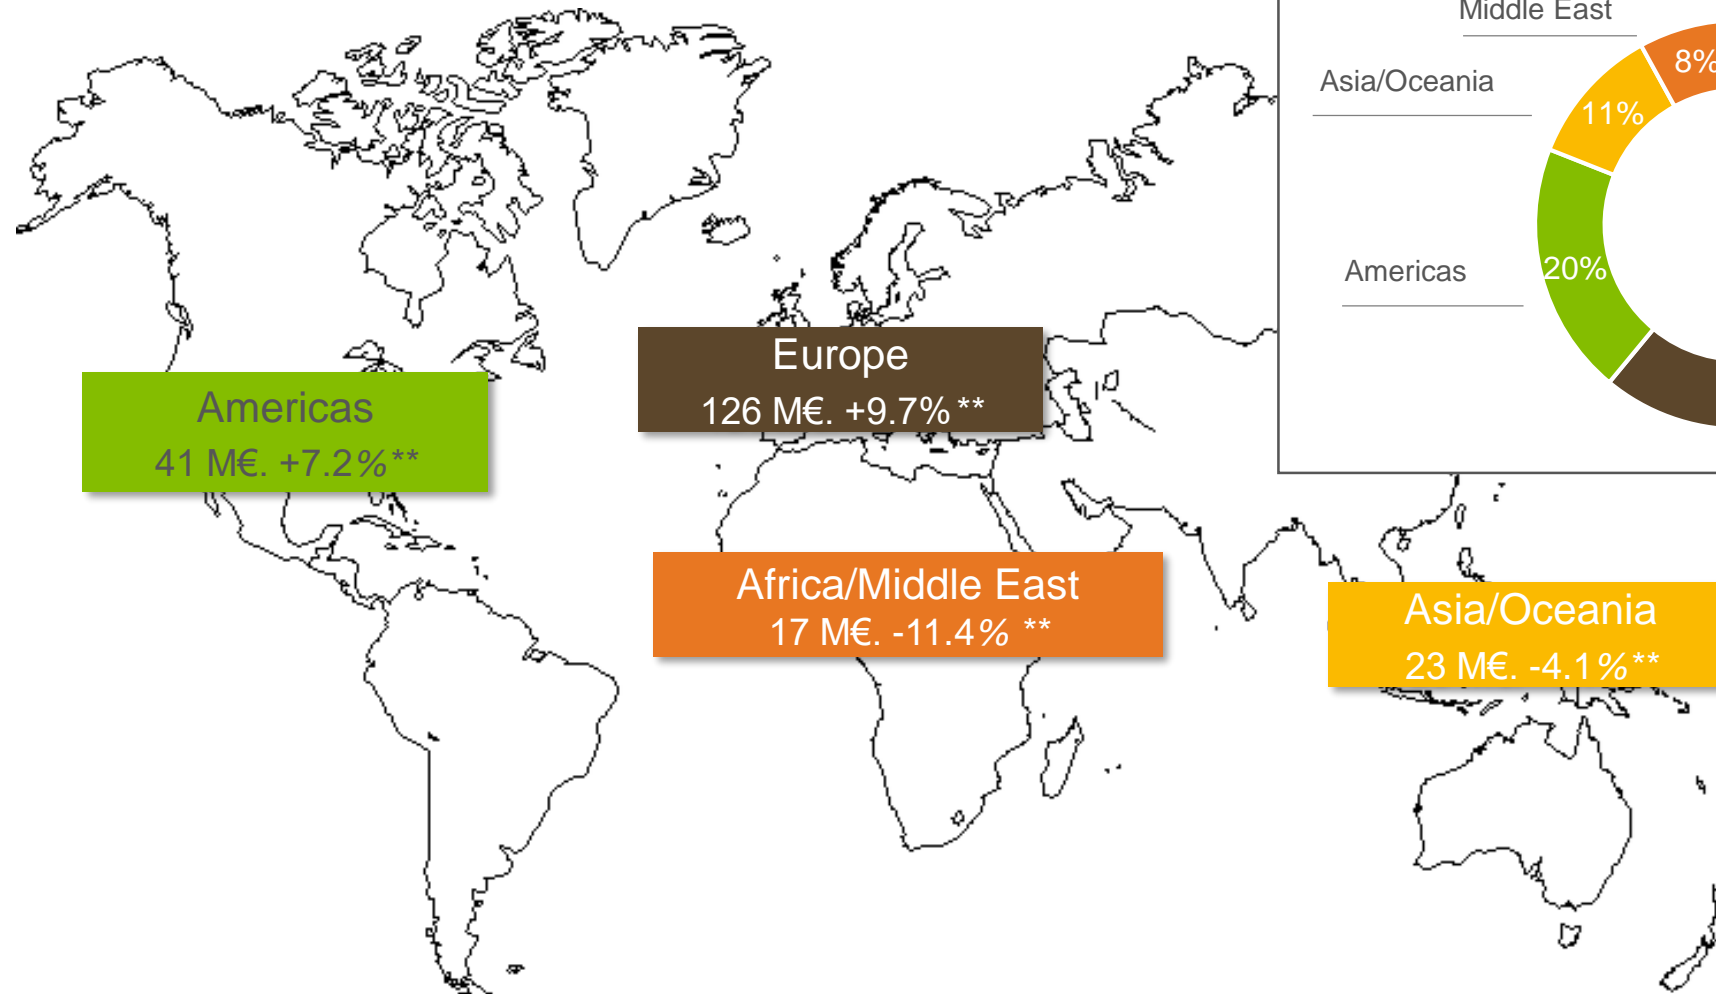 Middle East
8%
Asia/Oceania
11%
Americas
20%
Europe
126 M€. +9.7% **
Americas
41 M€. +7.2% **
Africa/Middle East
17 M€. -11.4% **
Asia/Oceania
23 M€. -4.1% **